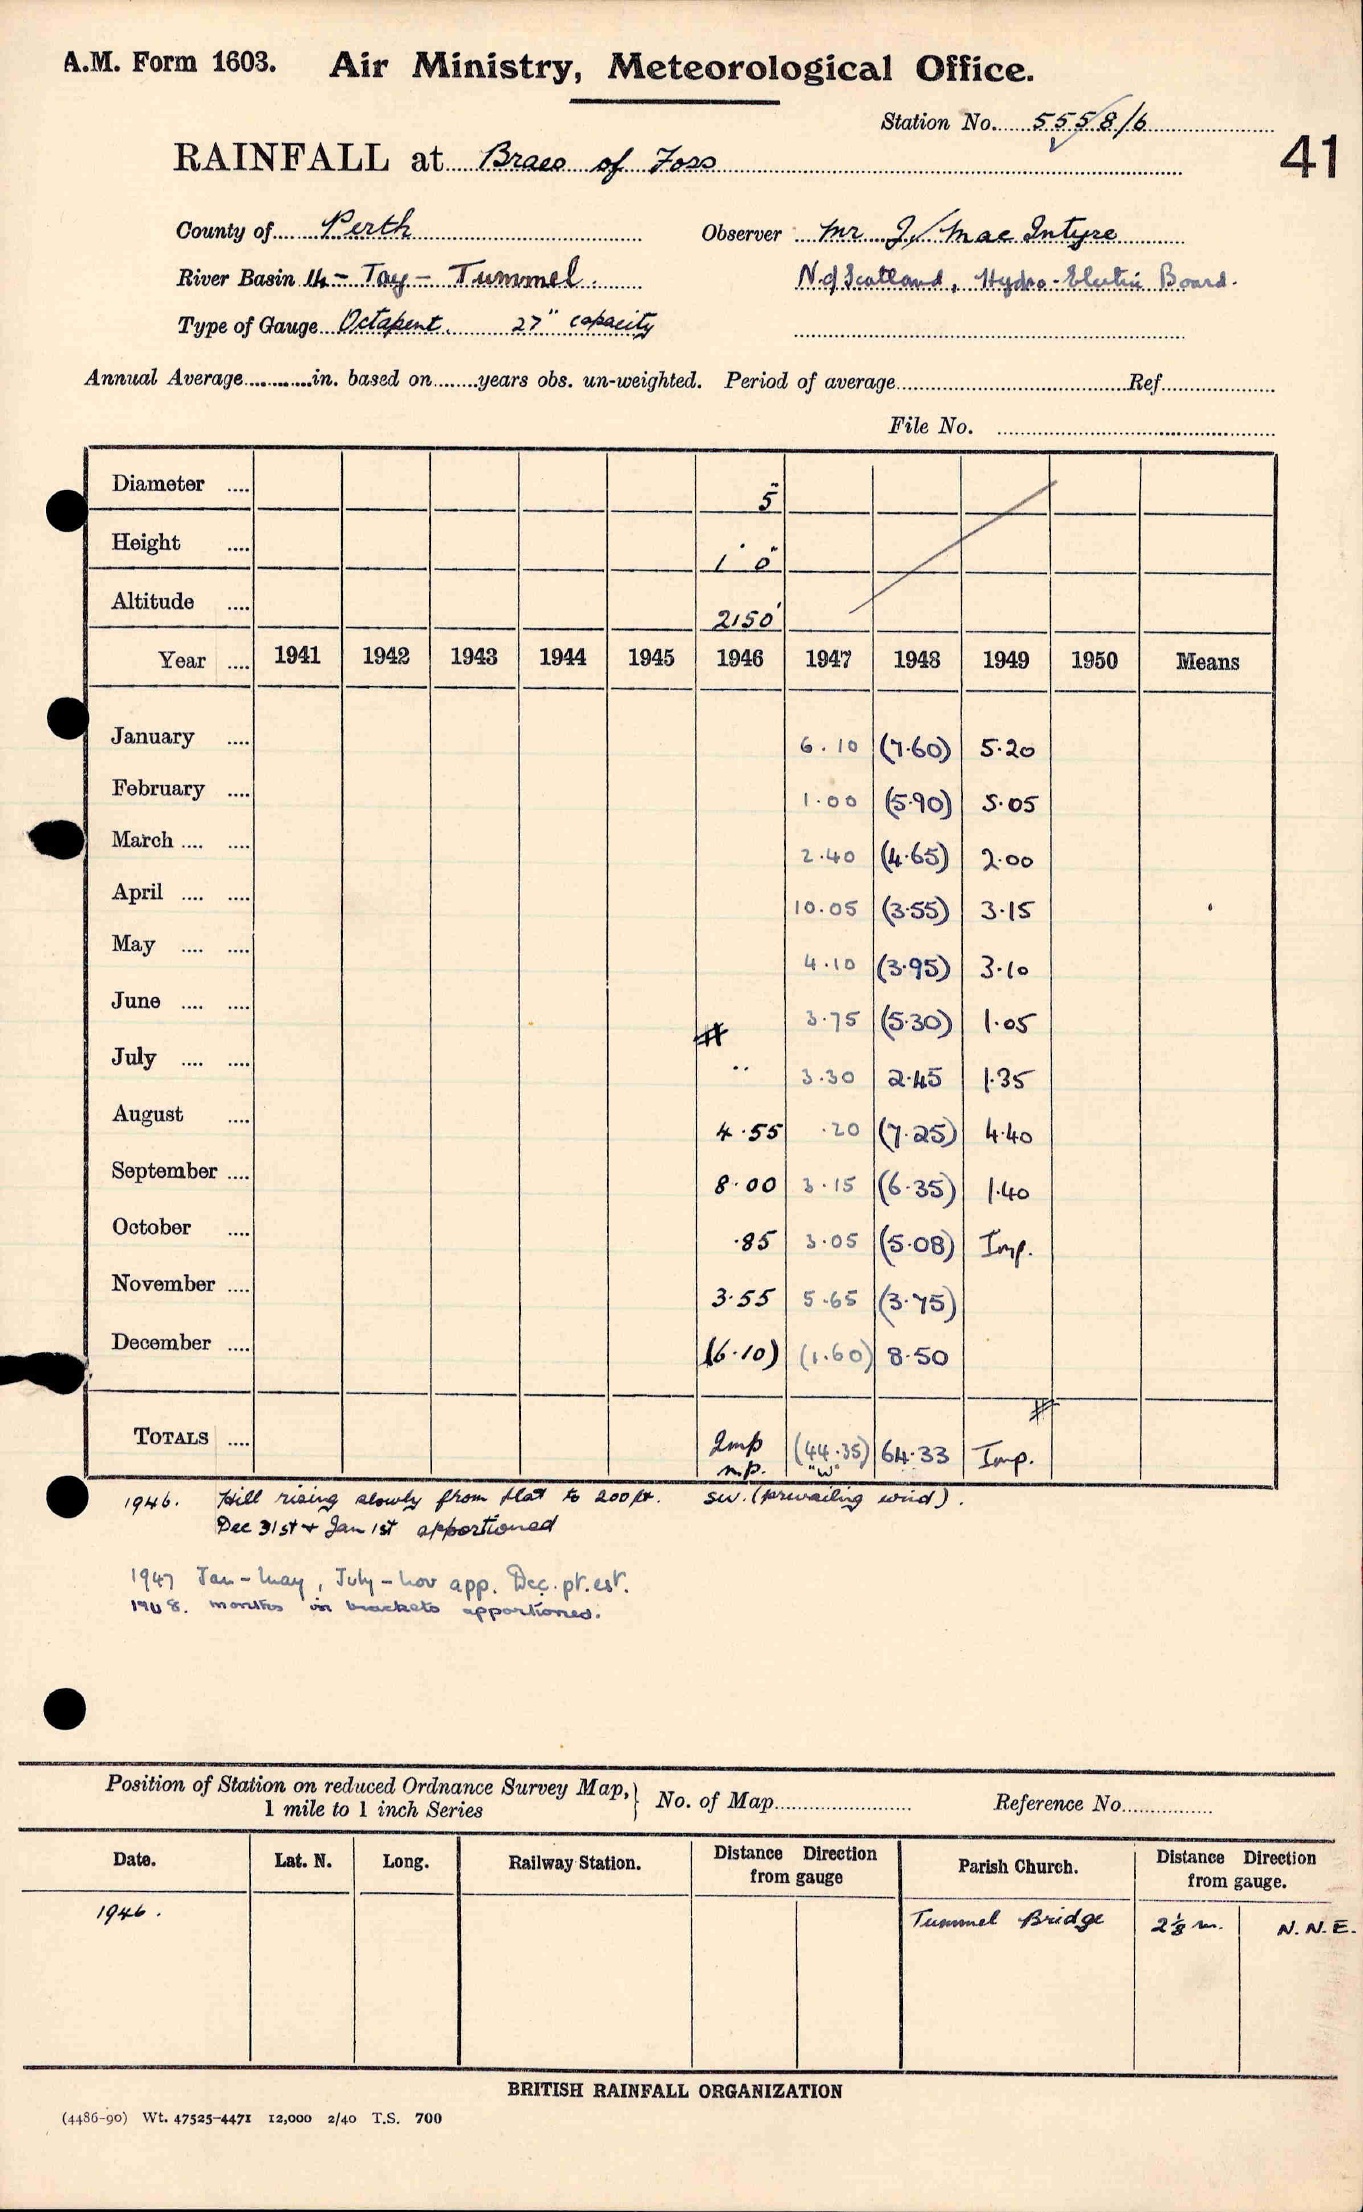 A.M. Form 1603. Air Ministry, Meteorological Office.
Station No. 5558/6
41
RAINFALL at Braes of Foss
County of Perth Observer Mr J. MacIntyre
River Basin 14 - Tay - Tummel. N. of Scotland, Hydro-Electric Board.
Type of Gauge Octapent. 27" capacity
Annual Average............in. based on........years obs. un-weighted. Period of average.............Ref.............
File No. .............
Diameter .... 5"
Height .... 1' 0"
Altitude .... 2150'
Year .... 1941 1942 1943 1944 1945 1946 1947 1948 1949 1950 Means
January .... 6.10 (7.60) 5.20
February .... 1.00 (5.90) 5.05
March .... .... 2.40 (4.65) 2.00
April .... .... 10.05 (3.55) 3.15
May .... .... 4.10 (3.95) 3.10
June .... .... 3.75 (5.30) 1.05
July .... .... .. 3.30 2.45 1.35
August .... 4.55 .20 (7.25) 4.40
September .... 8.00 3.15 (6.35) 1.40
October .... .85 3.05 (5.08) Imp.
November .... 3.55 5.65 (3.75)
December .... (6.10) (1.60) 8.50
TOTALS .... Imp (44.35) 64.33 Imp.
n.p. "W"
1946. Hill rising slowly from flat to 200 ft. SW. (prevailing wind).
Dec 31st + Jan 1st apportioned
1947 Jan - May, July - Nov app. Dec. pt. est.
1948. months in brackets apportioned.
Position of Station on reduced Ordnance Survey Map, } No. of Map............. Reference No.............
1 mile to 1 inch Series
Date. Lat. N. Long. Railway Station. Distance Direction from gauge Parish Church. Distance Direction from gauge.
1946. Tummel Bridge 2⅛ m. N.N.E.
BRITISH RAINFALL ORGANIZATION
(4486-90) Wt. 47525-4471 12,000 2/40 T.S. 700